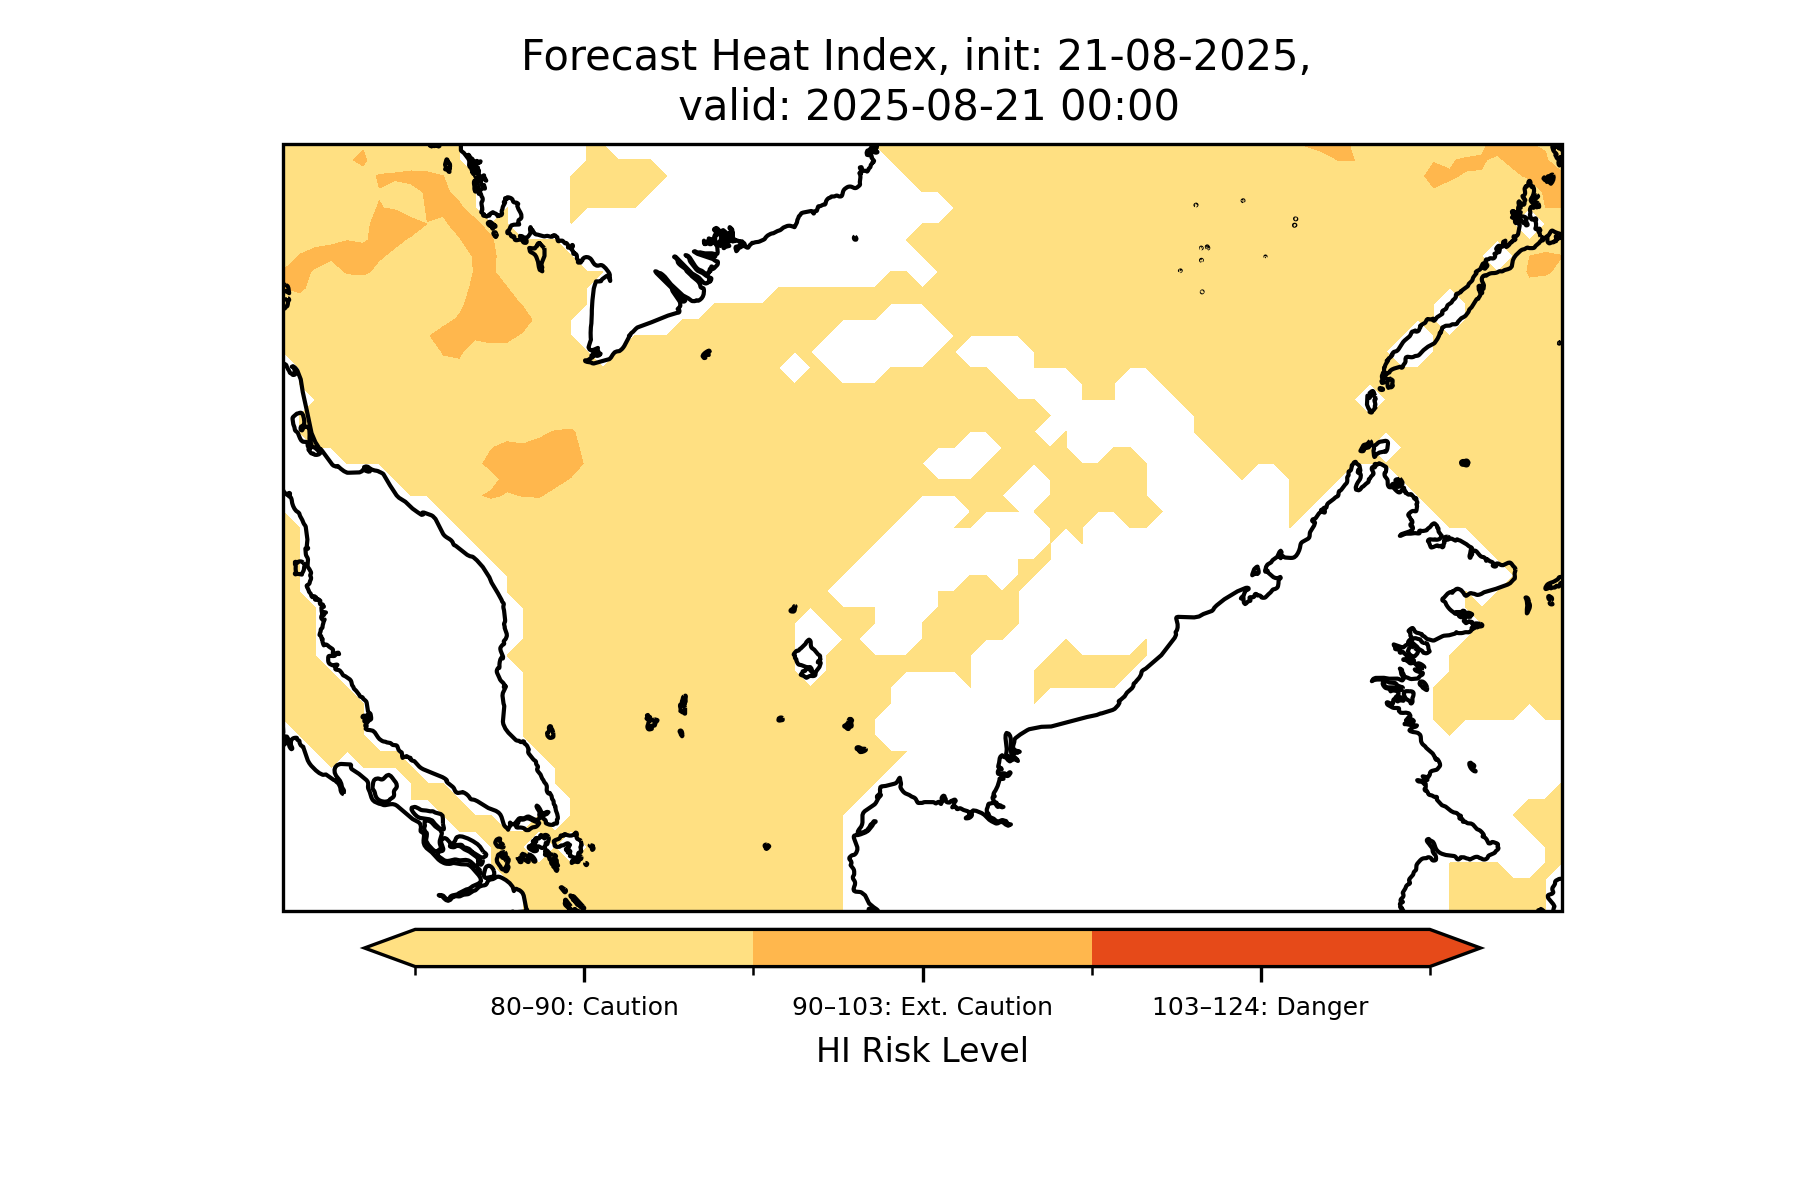 Forecast Heat Index, init: 21-08-2025,
valid: 2025-08-21 00:00
80–90: Caution
90–103: Ext. Caution
103–124: Danger
HI Risk Level